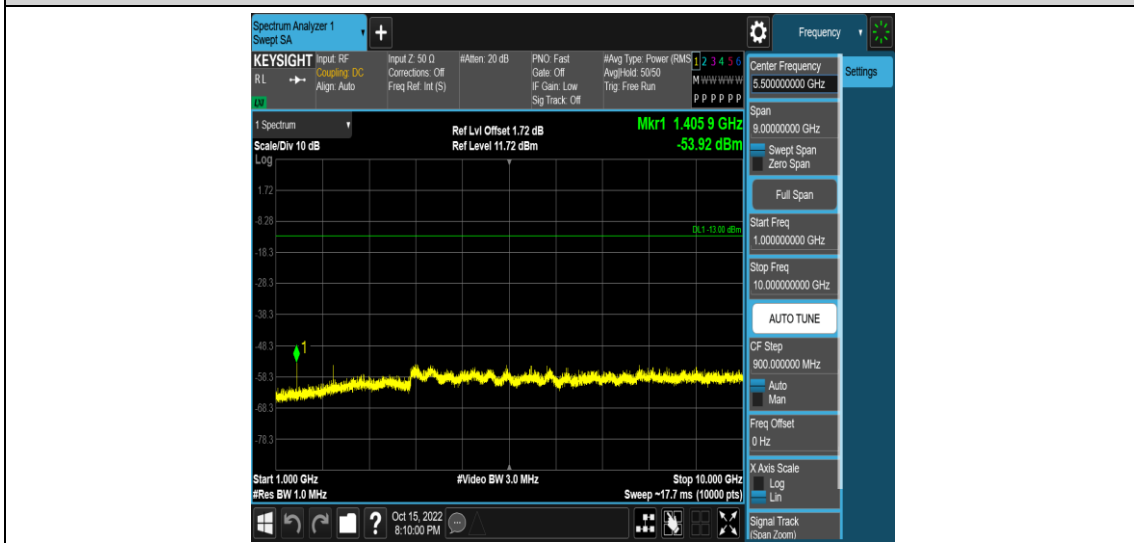 Spectrum Analyzer 1
Swept SA
+
Frequency
KEYSIGHT
RL
Input: RF
Coupling: DC
Align: Auto
Input Z: 50 Ω
Corrections: Off
Freq Ref: Int (S)
#Atten: 20 dB
PNO: Fast
Gate: Off
IF Gain: Low
Sig Track: Off
#Avg Type: Power (RMS
Avg|Hold: 50/50
Trig: Free Run
1 2 3 4 5 6
M W W W W W
P P P P P P
1 Spectrum
Scale/Div 10 dB
Log
Ref Lvl Offset 1.72 dB
Ref Level 11.72 dBm
Mkr1 1.405 9 GHz
-53.92 dBm
1.72
-8.28
DL1 -13.00 dBm
-18.3
-28.3
-38.3
-48.3
1
-58.3
-68.3
-78.3
Start 1.000 GHz
#Res BW 1.0 MHz
#Video BW 3.0 MHz
Stop 10.000 GHz
Sweep ~17.7 ms (10000 pts)
Center Frequency
5.500000000 GHz
Settings
Span
9.00000000 GHz
Swept Span
Zero Span
Full Span
Start Freq
1.000000000 GHz
Stop Freq
10.000000000 GHz
AUTO TUNE
CF Step
900.000000 MHz
Auto
Man
Freq Offset
0 Hz
X Axis Scale
Log
Lin
Signal Track
(Span Zoom)
?
Oct 15, 2022
8:10:00 PM